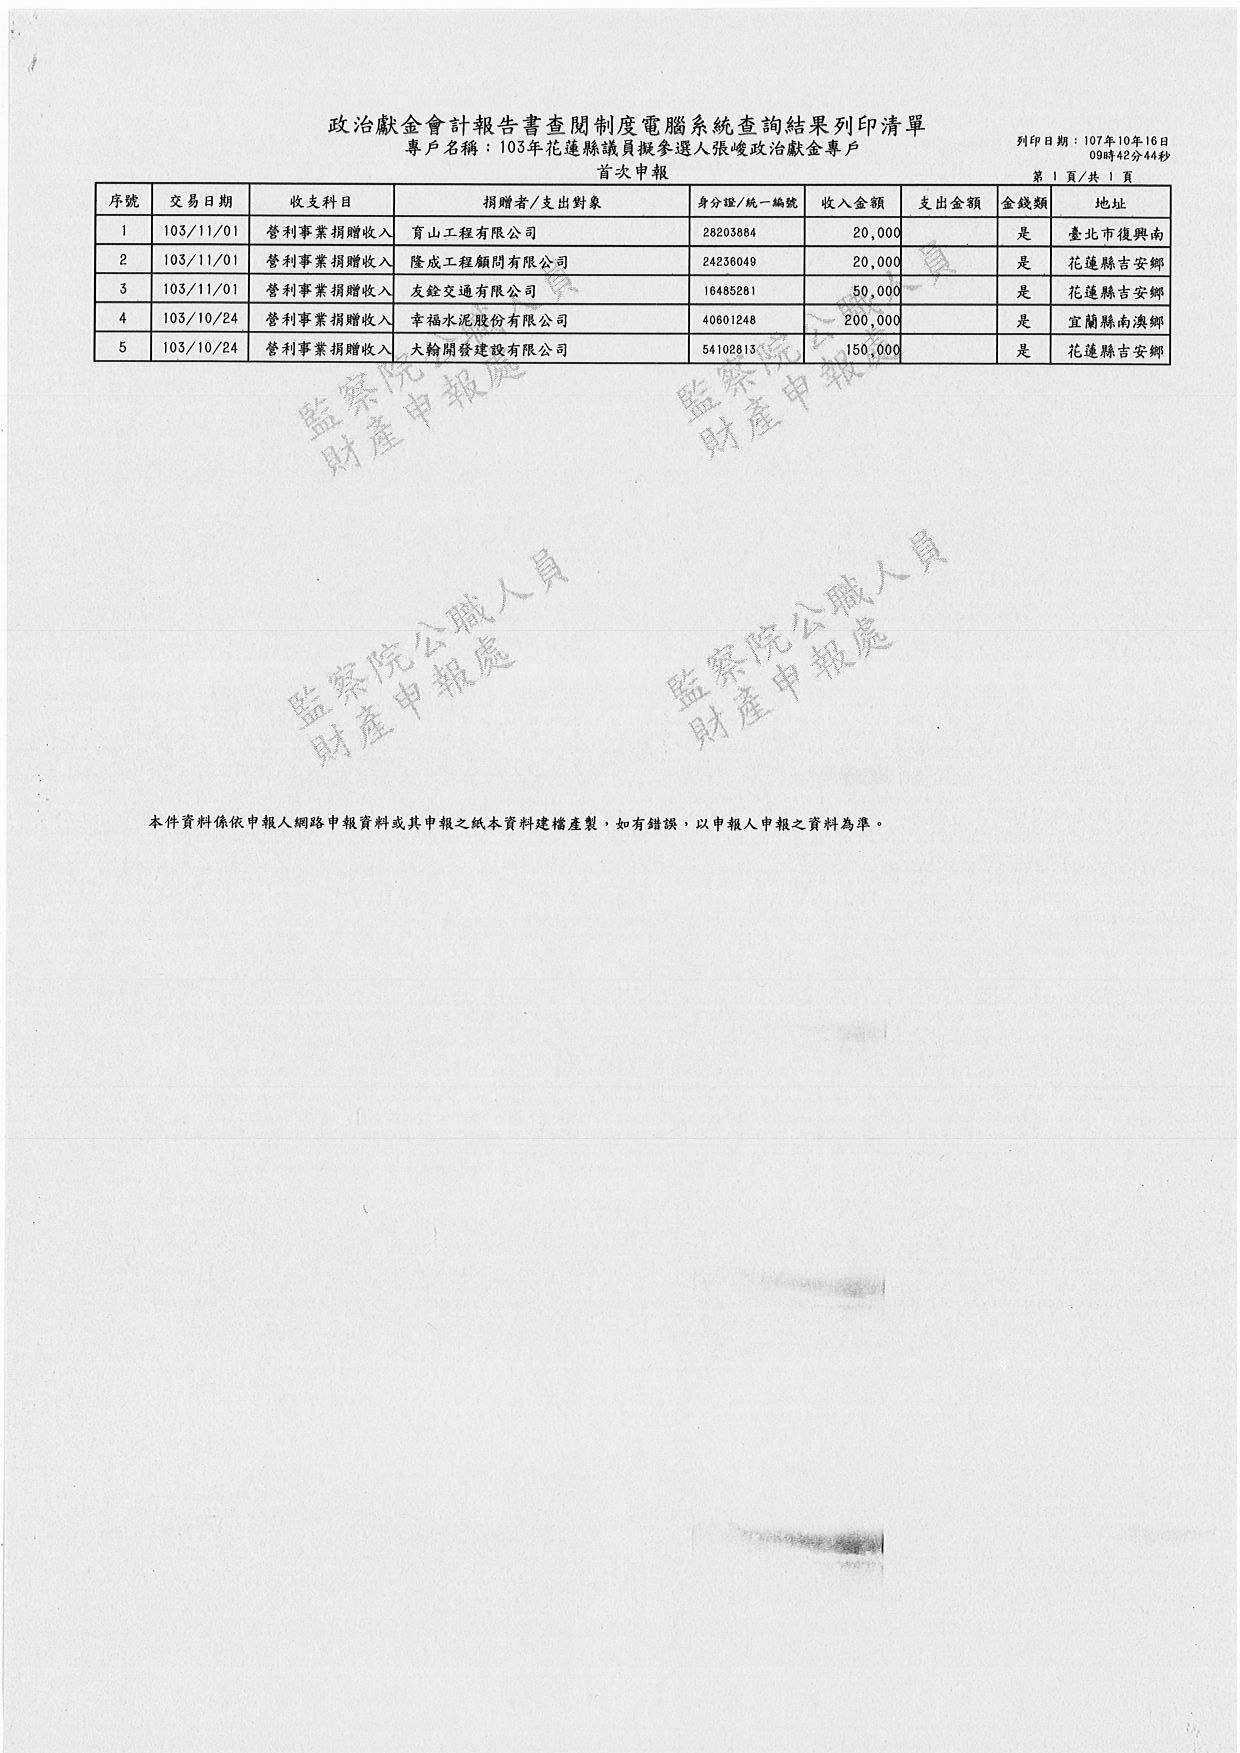 政治獻金會計報告書查閱制度電腦系統查詢結果列印清單
專戶名稱：103年花蓮縣議員擬參選人張峻政治獻金專戶
列印日期：107年10年16日
09時42分44秒
首次申報
第 1 頁/共 1 頁
序號 交易日期 收支科目 捐贈者/支出對象 身分證/統一編號 收入金額 支出金額 金錢類 地址
1 103/11/01 營利事業捐贈收入 育山工程有限公司 28203884 20,000 是 臺北市復興南
2 103/11/01 營利事業捐贈收入 隆成工程顧問有限公司 24236049 20,000 是 花蓮縣吉安鄉
3 103/11/01 營利事業捐贈收入 友銓交通有限公司 16485281 50,000 是 花蓮縣吉安鄉
4 103/10/24 營利事業捐贈收入 幸福水泥股份有限公司 40601248 200,000 是 宜蘭縣南澳鄉
5 103/10/24 營利事業捐贈收入 大翰開發建設有限公司 54102813 150,000 是 花蓮縣吉安鄉
監察院公職人員
財產申報處
監察院公職人員
財產申報處
監察院公職人員
財產申報處
監察院公職人員
財產申報處
本件資料係依申報人網路申報資料或其申報之紙本資料建檔產製，如有錯誤，以申報人申報之資料為準。